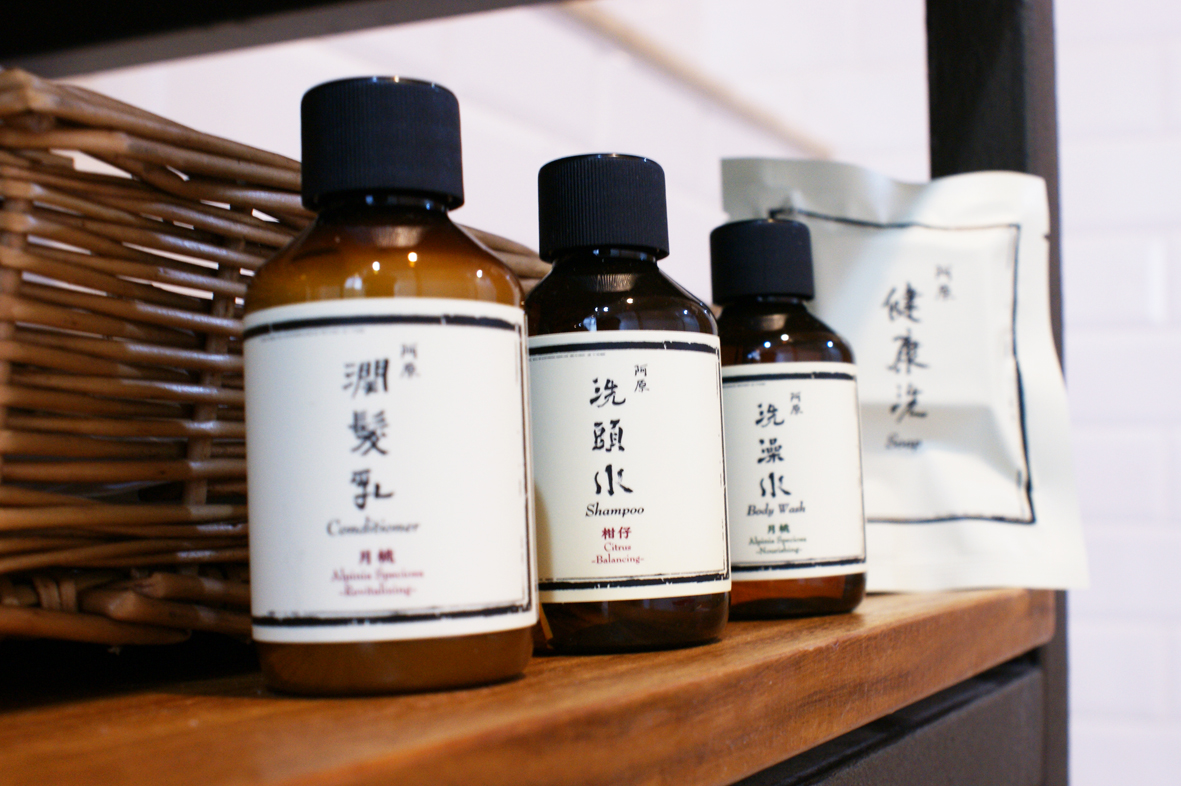 阿原
潤髮乳
Conditioner
月桃
Alpinia Speciosa
-Revitalizing-
阿原
洗頭水
Shampoo
柑仔
Citrus
-Balancing-
阿原
洗澡水
Body Wash
月桃
Alpinia Speciosa
-Nourishing-
阿原
健康洗
Soap